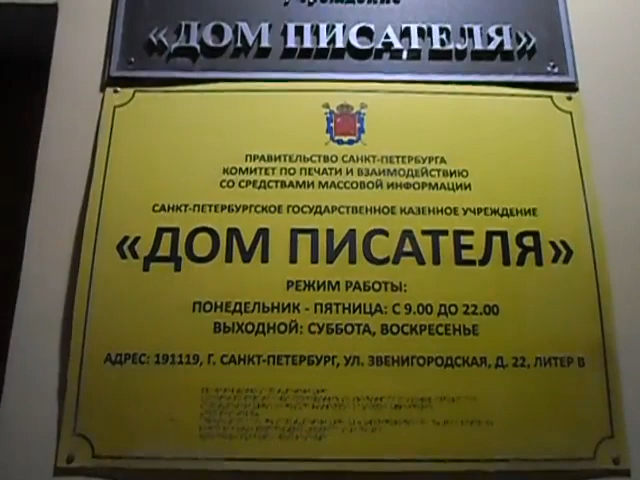 учреждение
«ДОМ ПИСАТЕЛЯ»
ПРАВИТЕЛЬСТВО САНКТ-ПЕТЕРБУРГА
КОМИТЕТ ПО ПЕЧАТИ И ВЗАИМОДЕЙСТВИЮ
СО СРЕДСТВАМИ МАССОВОЙ ИНФОРМАЦИИ
САНКТ-ПЕТЕРБУРГСКОЕ ГОСУДАРСТВЕННОЕ КАЗЕННОЕ УЧРЕЖДЕНИЕ
«ДОМ ПИСАТЕЛЯ»
РЕЖИМ РАБОТЫ:
ПОНЕДЕЛЬНИК - ПЯТНИЦА: С 9.00 ДО 22.00
ВЫХОДНОЙ: СУББОТА, ВОСКРЕСЕНЬЕ
АДРЕС: 191119, Г. САНКТ-ПЕТЕРБУРГ, УЛ. ЗВЕНИГОРОДСКАЯ, Д. 22, ЛИТЕР В